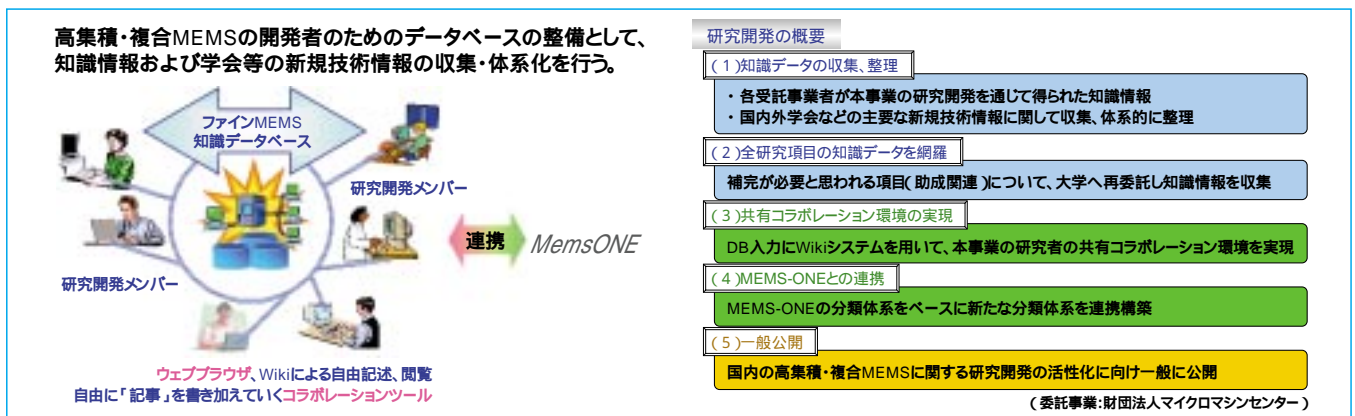 高集積・複合MEMSの開発者のためのデータベースの整備として、
知識情報および学会等の新規技術情報の収集・体系化を行う。
ファインMEMS
知識データベース
研究開発メンバー
連携
MemsONE
研究開発メンバー
ウェブブラウザ、Wikiによる自由記述、閲覧
自由に「記事」を書き加えていくコラボレーションツール
研究開発の概要
(1)知識データの収集、整理
・各受託事業者が本事業の研究開発を通じて得られた知識情報
・国内外学会などの主要な新規技術情報に関して収集、体系的に整理
(2)全研究項目の知識データを網羅
補完が必要と思われる項目(助成関連)について、大学へ再委託し知識情報を収集
(3)共有コラボレーション環境の実現
DB入力にWikiシステムを用いて、本事業の研究者の共有コラボレーション環境を実現
(4)MEMS-ONEとの連携
MEMS-ONEの分類体系をベースに新たな分類体系を連携構築
(5)一般公開
国内の高集積・複合MEMSに関する研究開発の活性化に向け一般に公開
(委託事業:財団法人マイクロマシンセンター)